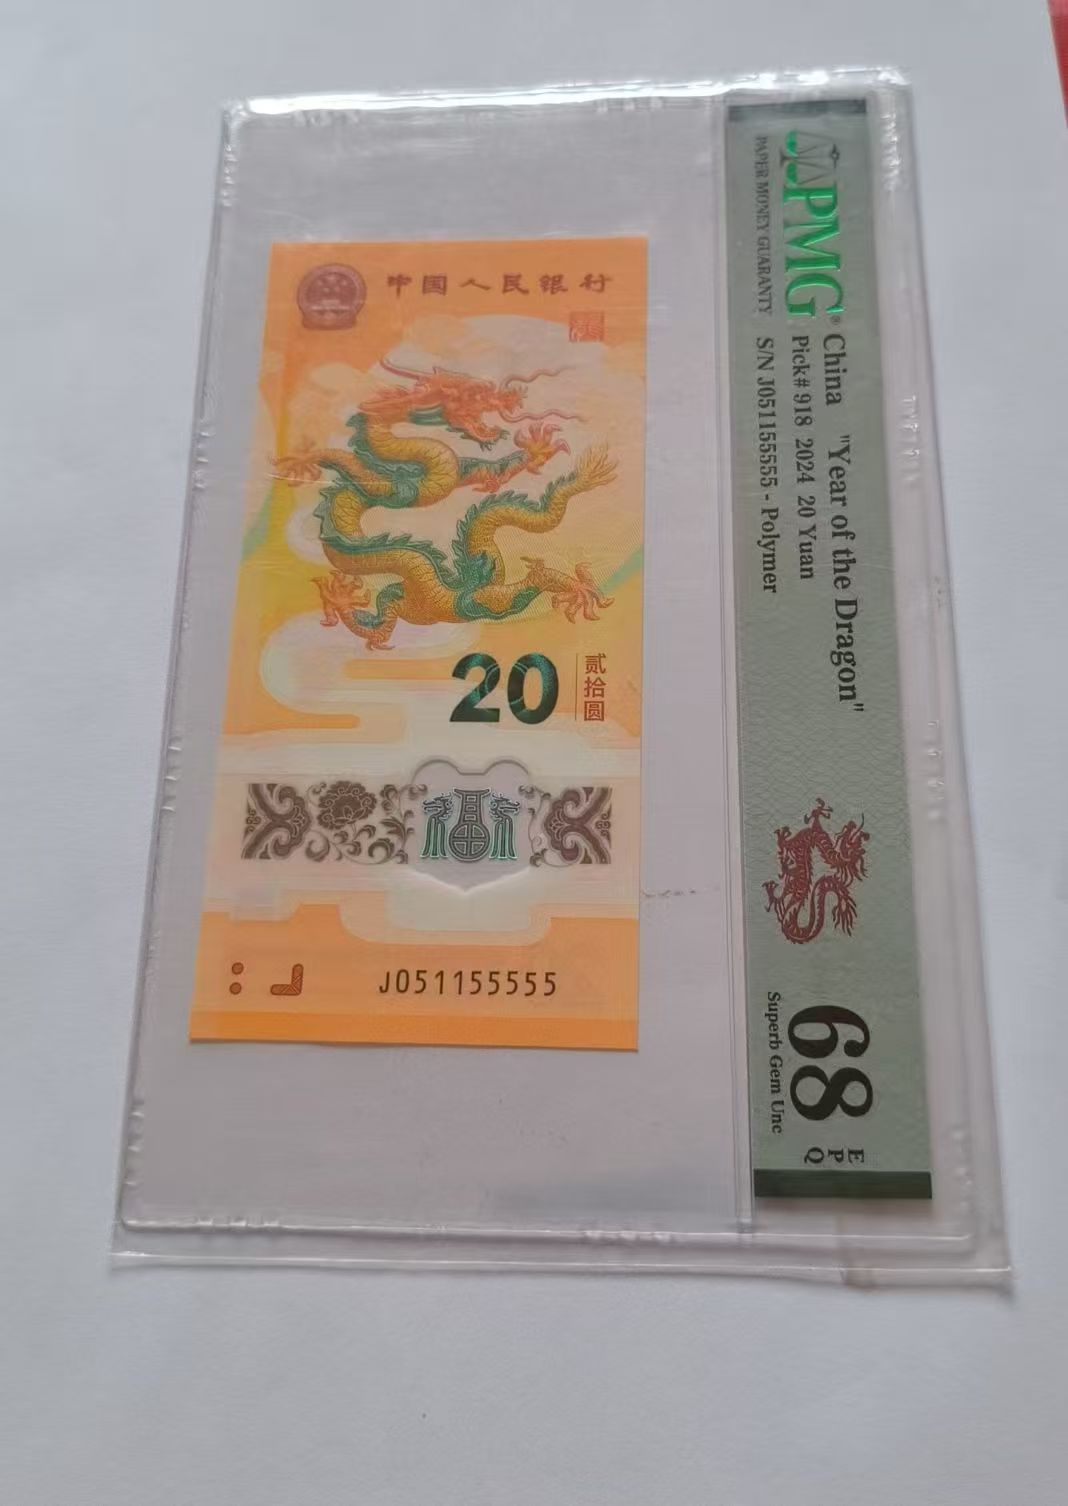 中国人民银行
20
贰拾圆
J051155555
PMG®
PAPER MONEY GUARANTY
China "Year of the Dragon"
Pick# 918 2024 20 Yuan
S/N J051155555 - Polymer
68
EPQ
Superb Gem Unc